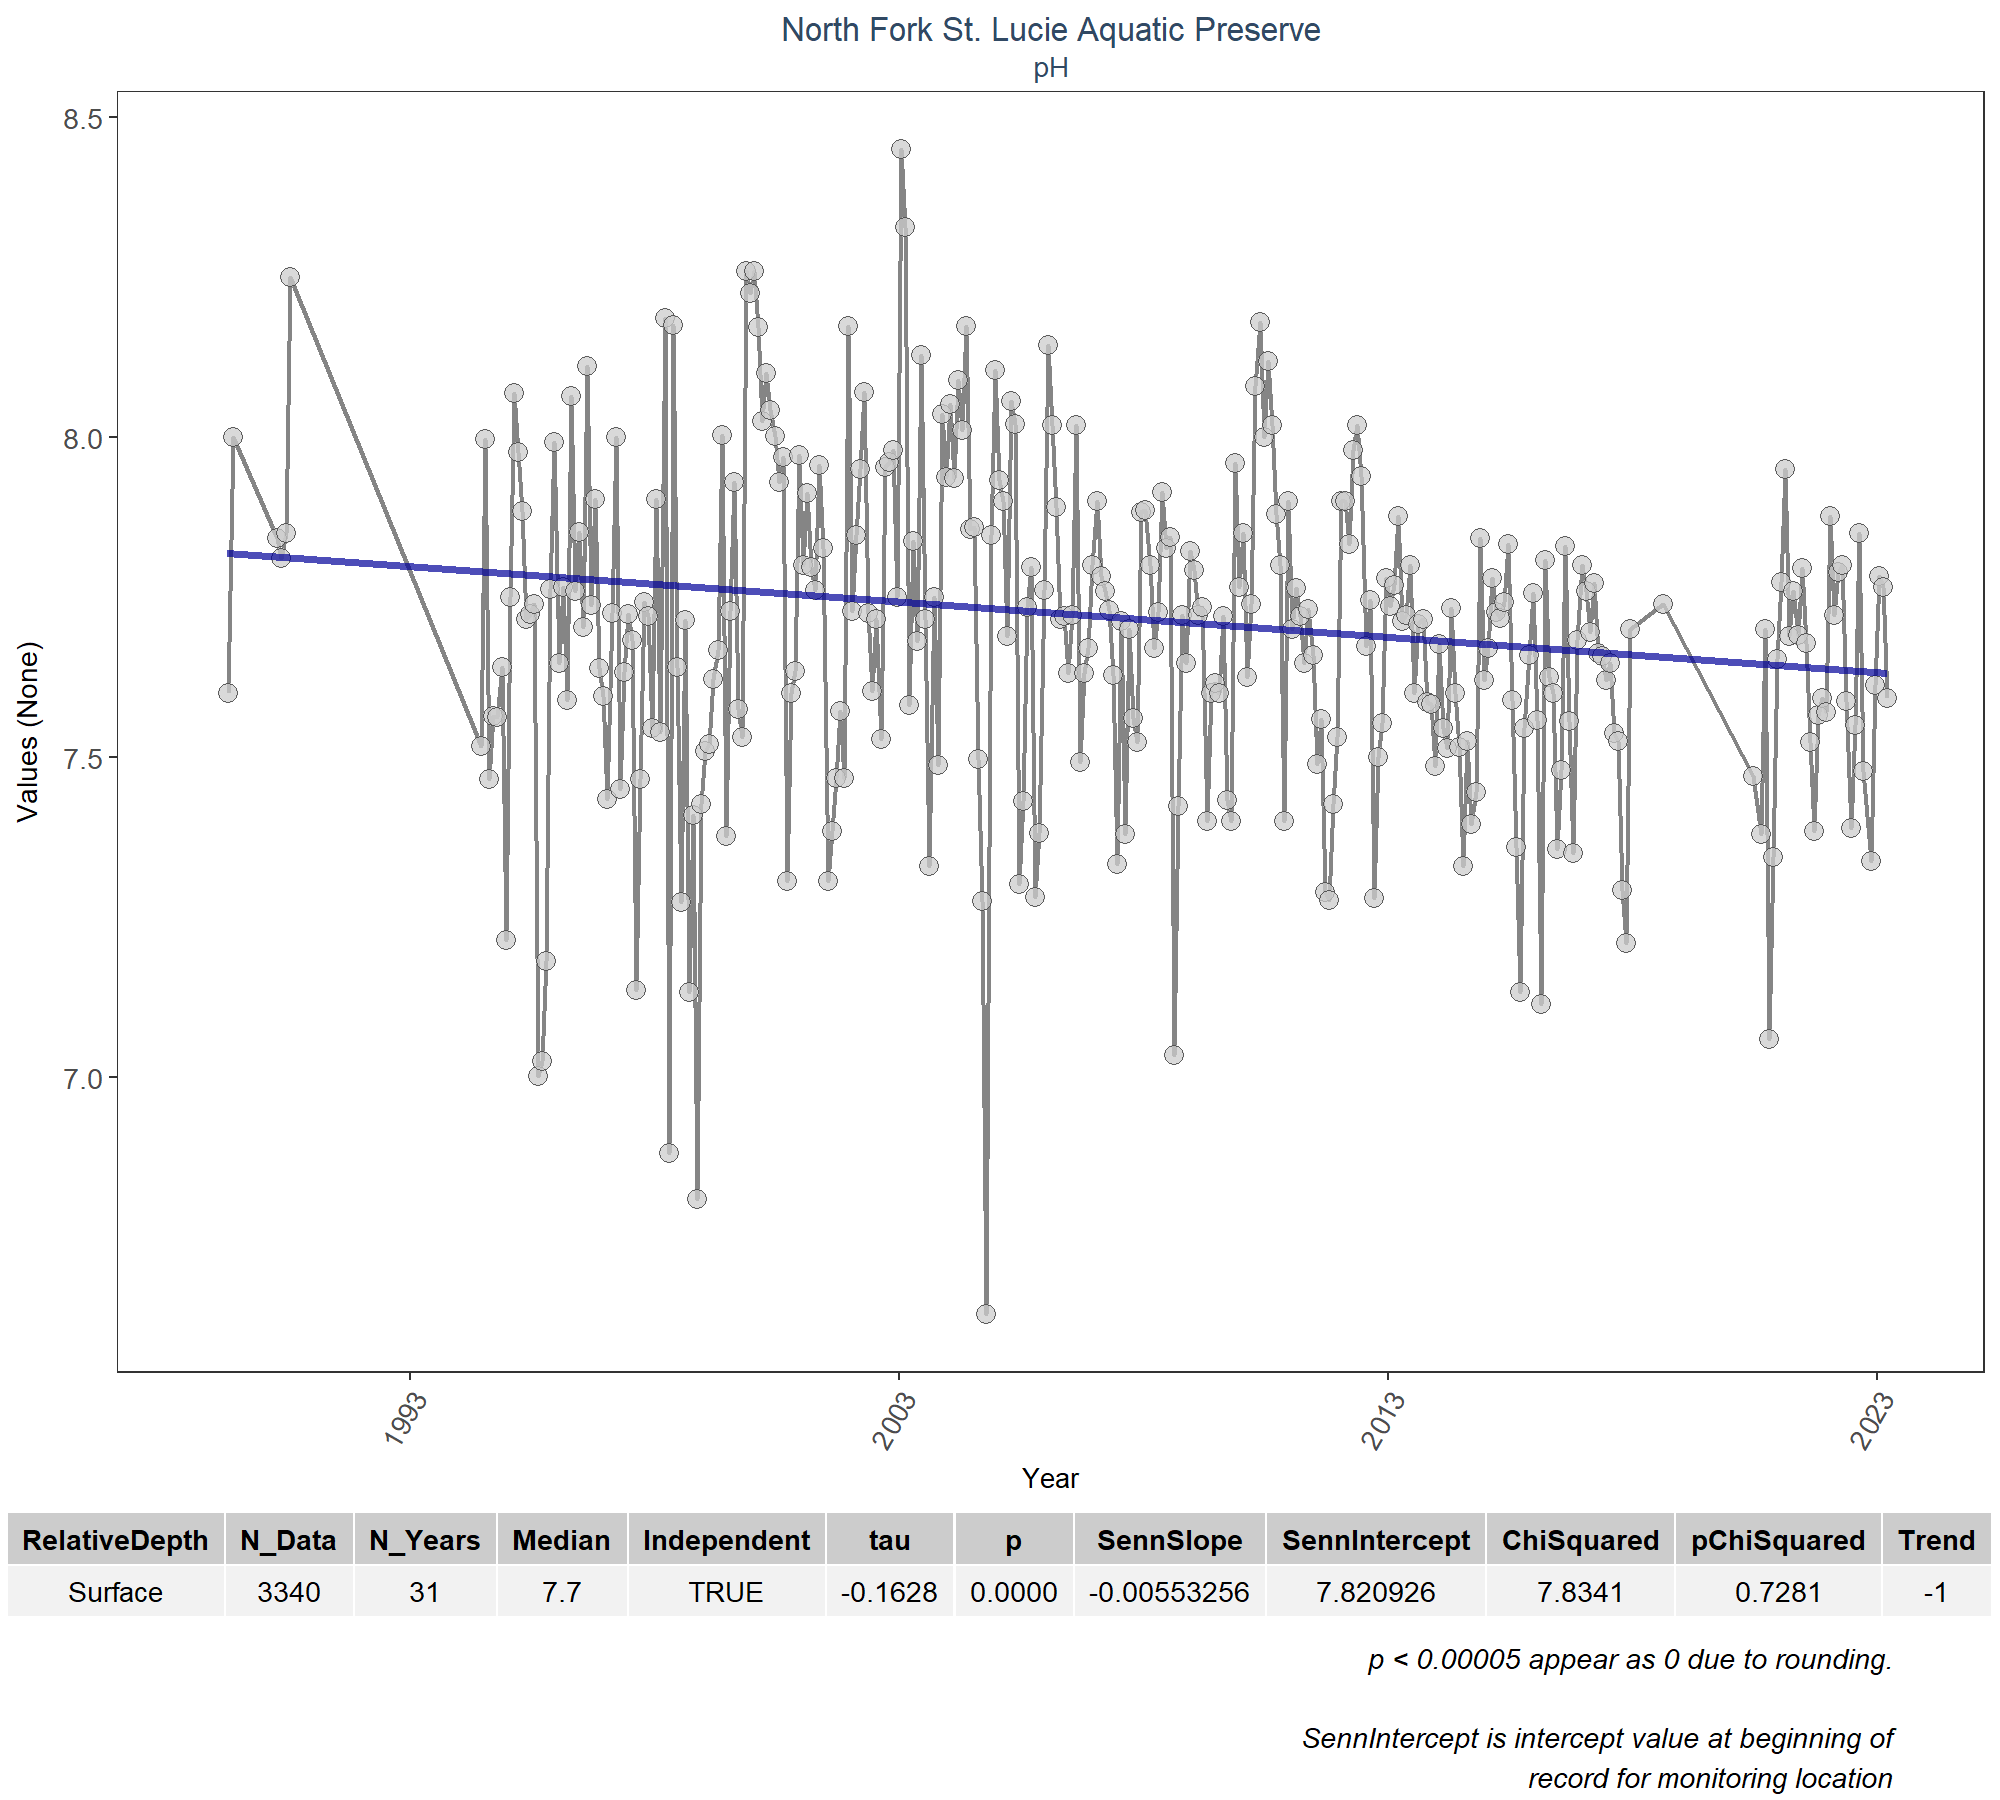 North Fork St. Lucie Aquatic Preserve
pH
8.5
8.0
7.5
7.0
Values (None)
1993 2003 2013 2023
Year
RelativeDepth N_Data N_Years Median Independent tau p SennSlope SennIntercept ChiSquared pChiSquared Trend
Surface 3340 31 7.7 TRUE -0.1628 0.0000 -0.00553256 7.820926 7.8341 0.7281 -1
p < 0.00005 appear as 0 due to rounding.
SennIntercept is intercept value at beginning of
record for monitoring location